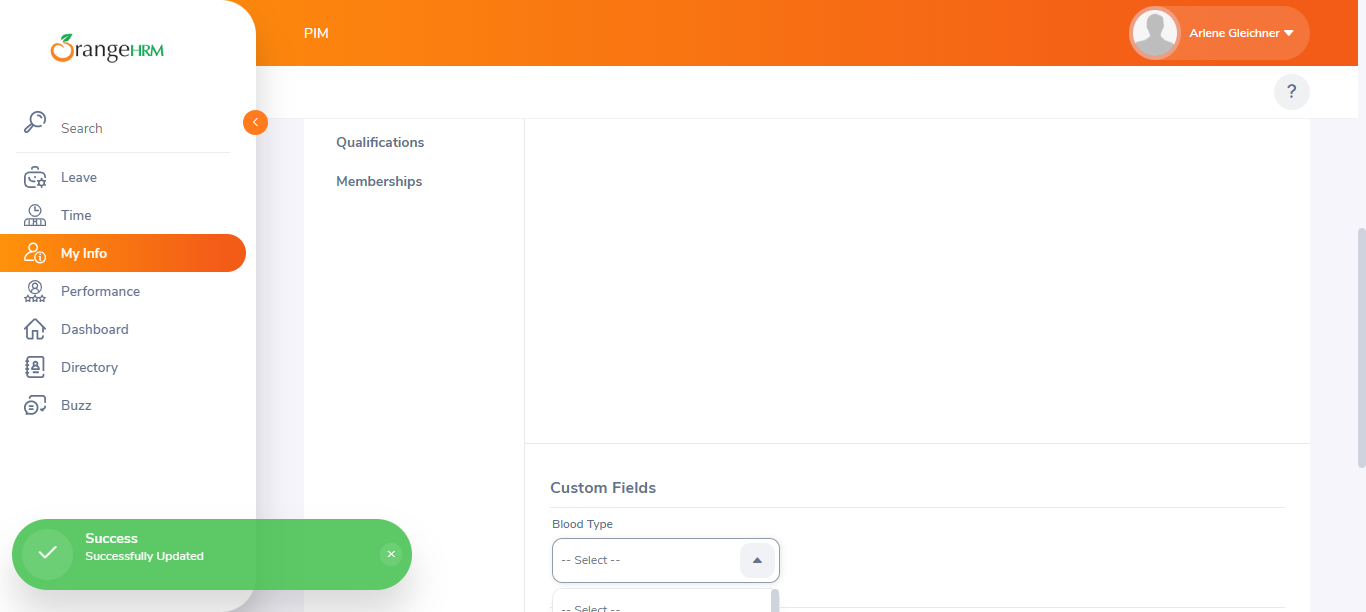 OrangeHRM
PIM
Arlene Gleichner
?
Search
Leave
Time
My Info
Performance
Dashboard
Directory
Buzz
Qualifications
Memberships
Custom Fields
Blood Type
-- Select --
-- Select --
Success
Successfully Updated